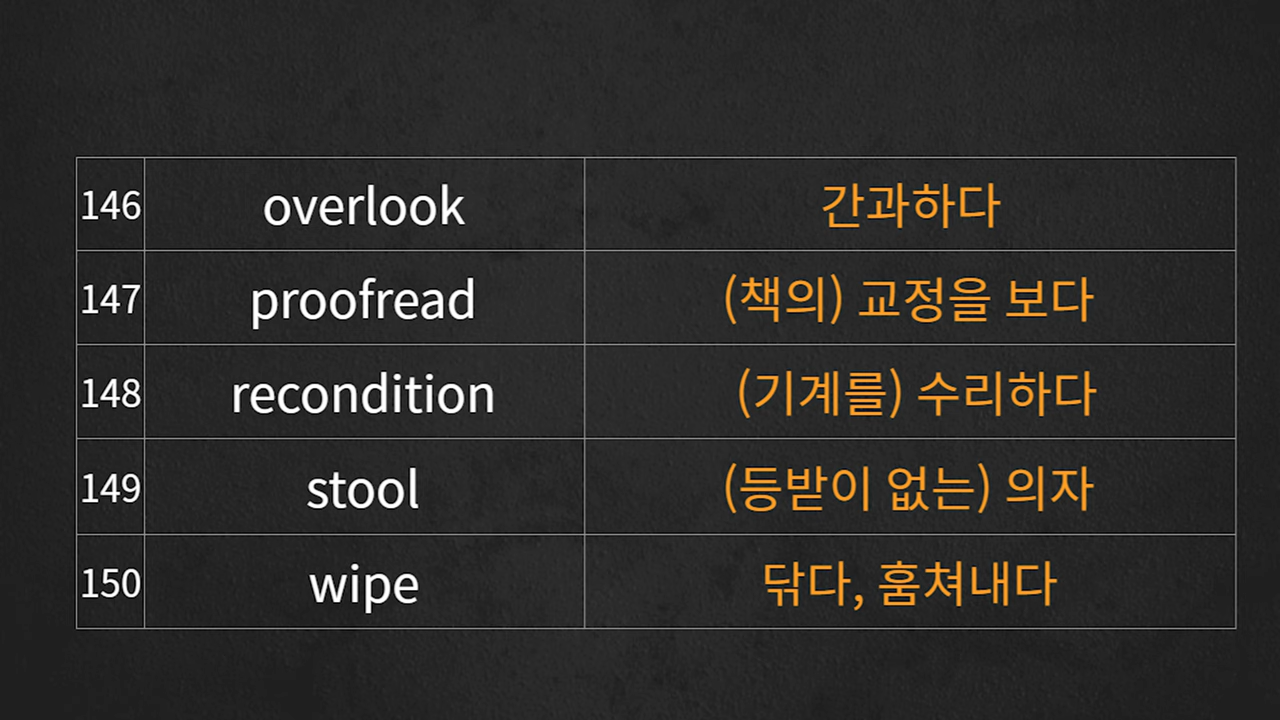 146 overlook 간과하다
147 proofread (책의) 교정을 보다
148 recondition (기계를) 수리하다
149 stool (등받이 없는) 의자
150 wipe 닦다, 훔쳐내다